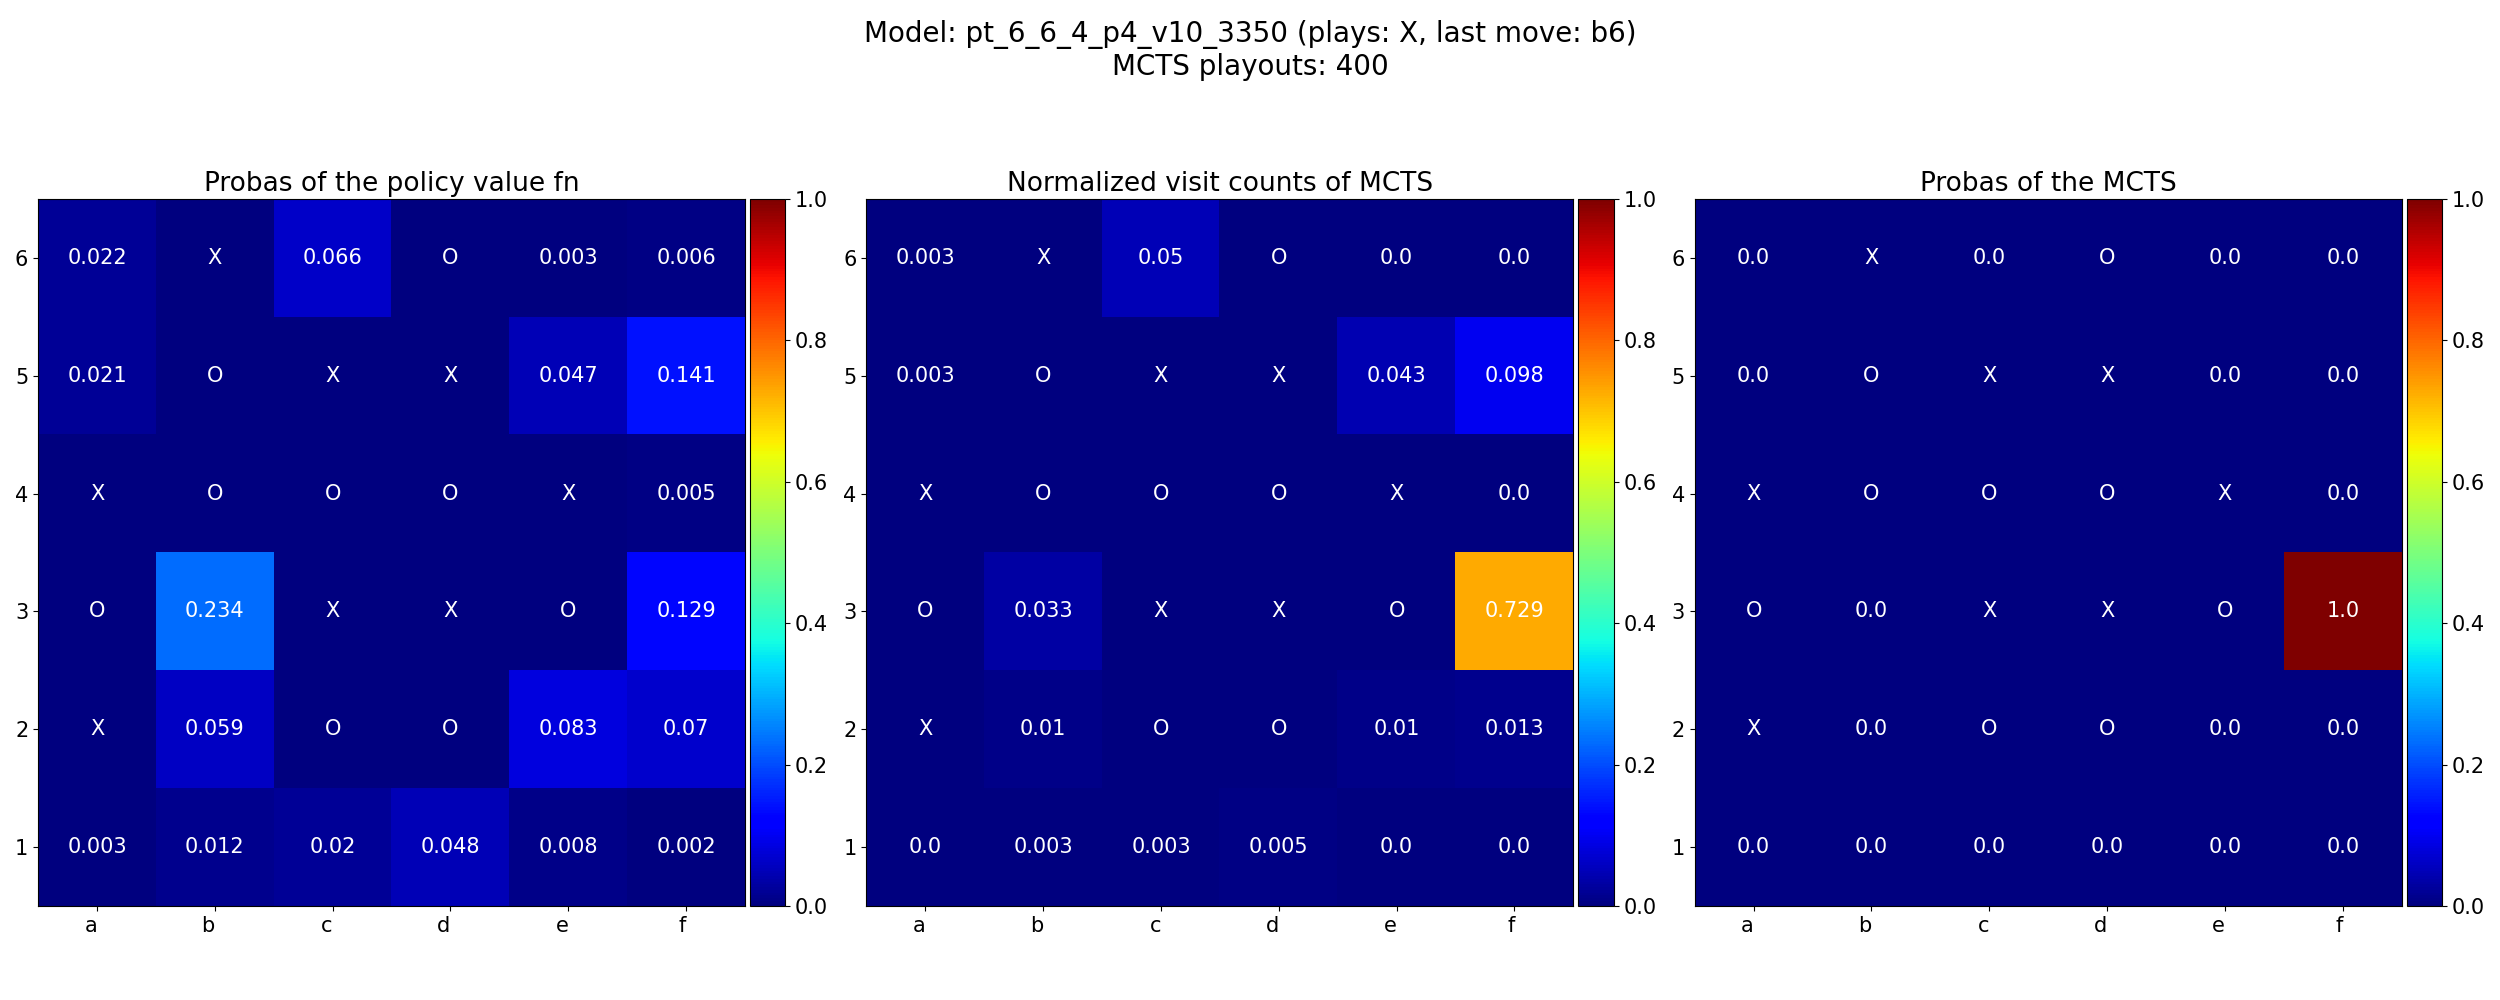 Model: pt_6_6_4_p4_v10_3350 (plays: X, last move: b6)
MCTS playouts: 400
Probas of the policy value fn
6 0.022 X 0.066 O 0.003 0.006
5 0.021 O X X 0.047 0.141
4 X O O O X 0.005
3 O 0.234 X X O 0.129
2 X 0.059 O O 0.083 0.07
1 0.003 0.012 0.02 0.048 0.008 0.002
a b c d e f
1.0
0.8
0.6
0.4
0.2
0.0
Normalized visit counts of MCTS
6 0.003 X 0.05 O 0.0 0.0
5 0.003 O X X 0.043 0.098
4 X O O O X 0.0
3 O 0.033 X X O 0.729
2 X 0.01 O O 0.01 0.013
1 0.0 0.003 0.003 0.005 0.0 0.0
a b c d e f
1.0
0.8
0.6
0.4
0.2
0.0
Probas of the MCTS
6 0.0 X 0.0 O 0.0 0.0
5 0.0 O X X 0.0 0.0
4 X O O O X 0.0
3 O 0.0 X X O 1.0
2 X 0.0 O O 0.0 0.0
1 0.0 0.0 0.0 0.0 0.0 0.0
a b c d e f
1.0
0.8
0.6
0.4
0.2
0.0